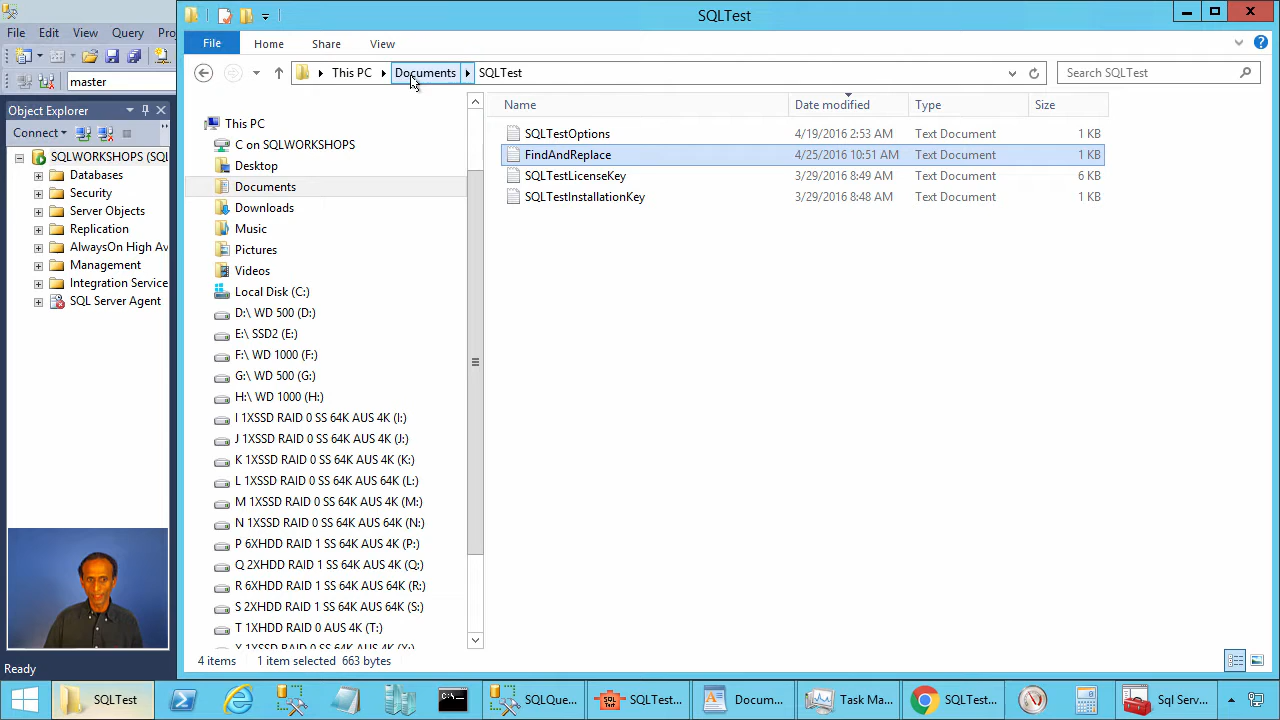 SQLTest
File Edit View Query Pro
File Home Share View
master
This PC Documents SQLTest
Search SQLTest
Object Explorer
Connect
SQLWORKSHOPS (SQL
Databases
Security
Server Objects
Replication
AlwaysOn High Av
Management
Integration Service
SQL Server Agent
This PC
C on SQLWORKSHOPS
Desktop
Documents
Downloads
Music
Pictures
Videos
Local Disk (C:)
D:\ WD 500 (D:)
E:\ SSD2 (E:)
F:\ WD 1000 (F:)
G:\ WD 500 (G:)
H:\ WD 1000 (H:)
I 1XSSD RAID 0 SS 64K AUS 4K (I:)
J 1XSSD RAID 0 SS 64K AUS 4K (J:)
K 1XSSD RAID 0 SS 64K AUS 4K (K:)
L 1XSSD RAID 0 SS 64K AUS 4K (L:)
M 1XSSD RAID 0 SS 64K AUS 4K (M:)
N 1XSSD RAID 0 SS 64K AUS 64K (N:)
P 6XHDD RAID 1 SS 64K AUS 4K (P:)
Q 2XHDD RAID 0 SS 64K AUS 4K (Q:)
R 6XHDD RAID 1 SS 64K AUS 64K (R:)
S 2XHDD RAID 1 SS 64K AUS 64K (S:)
T 1XHDD RAID 0 AUS 4K (T:)
Name Date modified Type Size
SQLTestOptions 4/19/2016 2:53 AM Text Document 1 KB
FindAndReplace 4/25/2016 10:51 AM Text Document 1 KB
SQLTestLicenseKey 3/29/2016 8:49 AM Text Document 6 KB
SQLTestInstallationKey 3/29/2016 8:48 AM Text Document 1 KB
4 items 1 item selected 663 bytes
Ready
SQLTest SQLQue... SQLTest... Docum... Task Ma... SQLTest... Sql Serv...